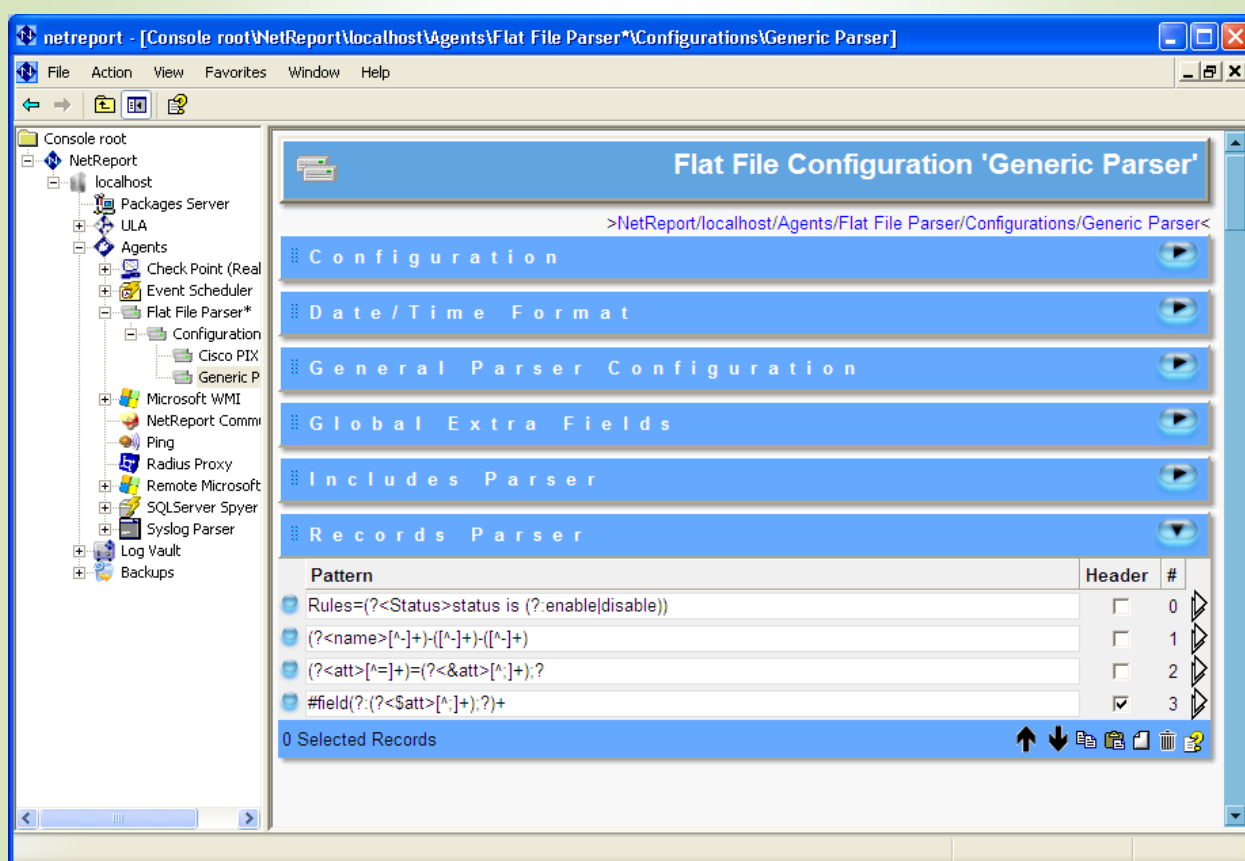 netreport - [Console root\NetReport\localhost\Agents\Flat File Parser*\Configurations\Generic Parser]
File Action View Favorites Window Help
Console root
NetReport
localhost
Packages Server
ULA
Agents
Check Point (Real
Event Scheduler
Flat File Parser*
Configuration
Cisco PIX
Generic P
Microsoft WMI
NetReport Commu
Ping
Radius Proxy
Remote Microsoft
SQLServer Spyer
Syslog Parser
Log Vault
Backups
Flat File Configuration 'Generic Parser'
>NetReport/localhost/Agents/Flat File Parser/Configurations/Generic Parser<
Configuration
Date/Time Format
General Parser Configuration
Global Extra Fields
Includes Parser
Records Parser
Pattern Header #
Rules=(?<Status>status is (?:enable|disable)) 0
(?<name>[^-]+)-([^-]+)-([^-]+) 1
(?<att>[^=]+)=(?<&att>[^;]+);? 2
#field(?:(?<$att>[^;]+);?)+ 3
0 Selected Records